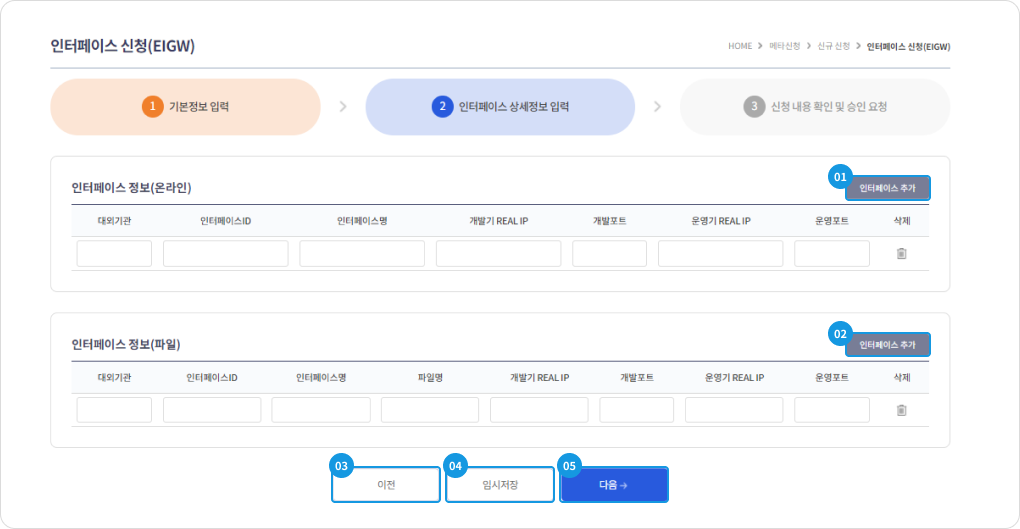 인터페이스 신청(EIGW)
HOME > 메타신청 > 신규 신청 > 인터페이스 신청(EIGW)
1 기본정보 입력 > 2 인터페이스 상세정보 입력 > 3 신청 내용 확인 및 승인 요청
01
인터페이스 정보(온라인) 인터페이스 추가
대외기관 인터페이스ID 인터페이스명 개발기 REAL IP 개발포트 운영기 REAL IP 운영포트 삭제
02
인터페이스 정보(파일) 인터페이스 추가
대외기관 인터페이스ID 인터페이스명 파일명 개발기 REAL IP 개발포트 운영기 REAL IP 운영포트 삭제
03 04 05
이전 임시저장 다음 →